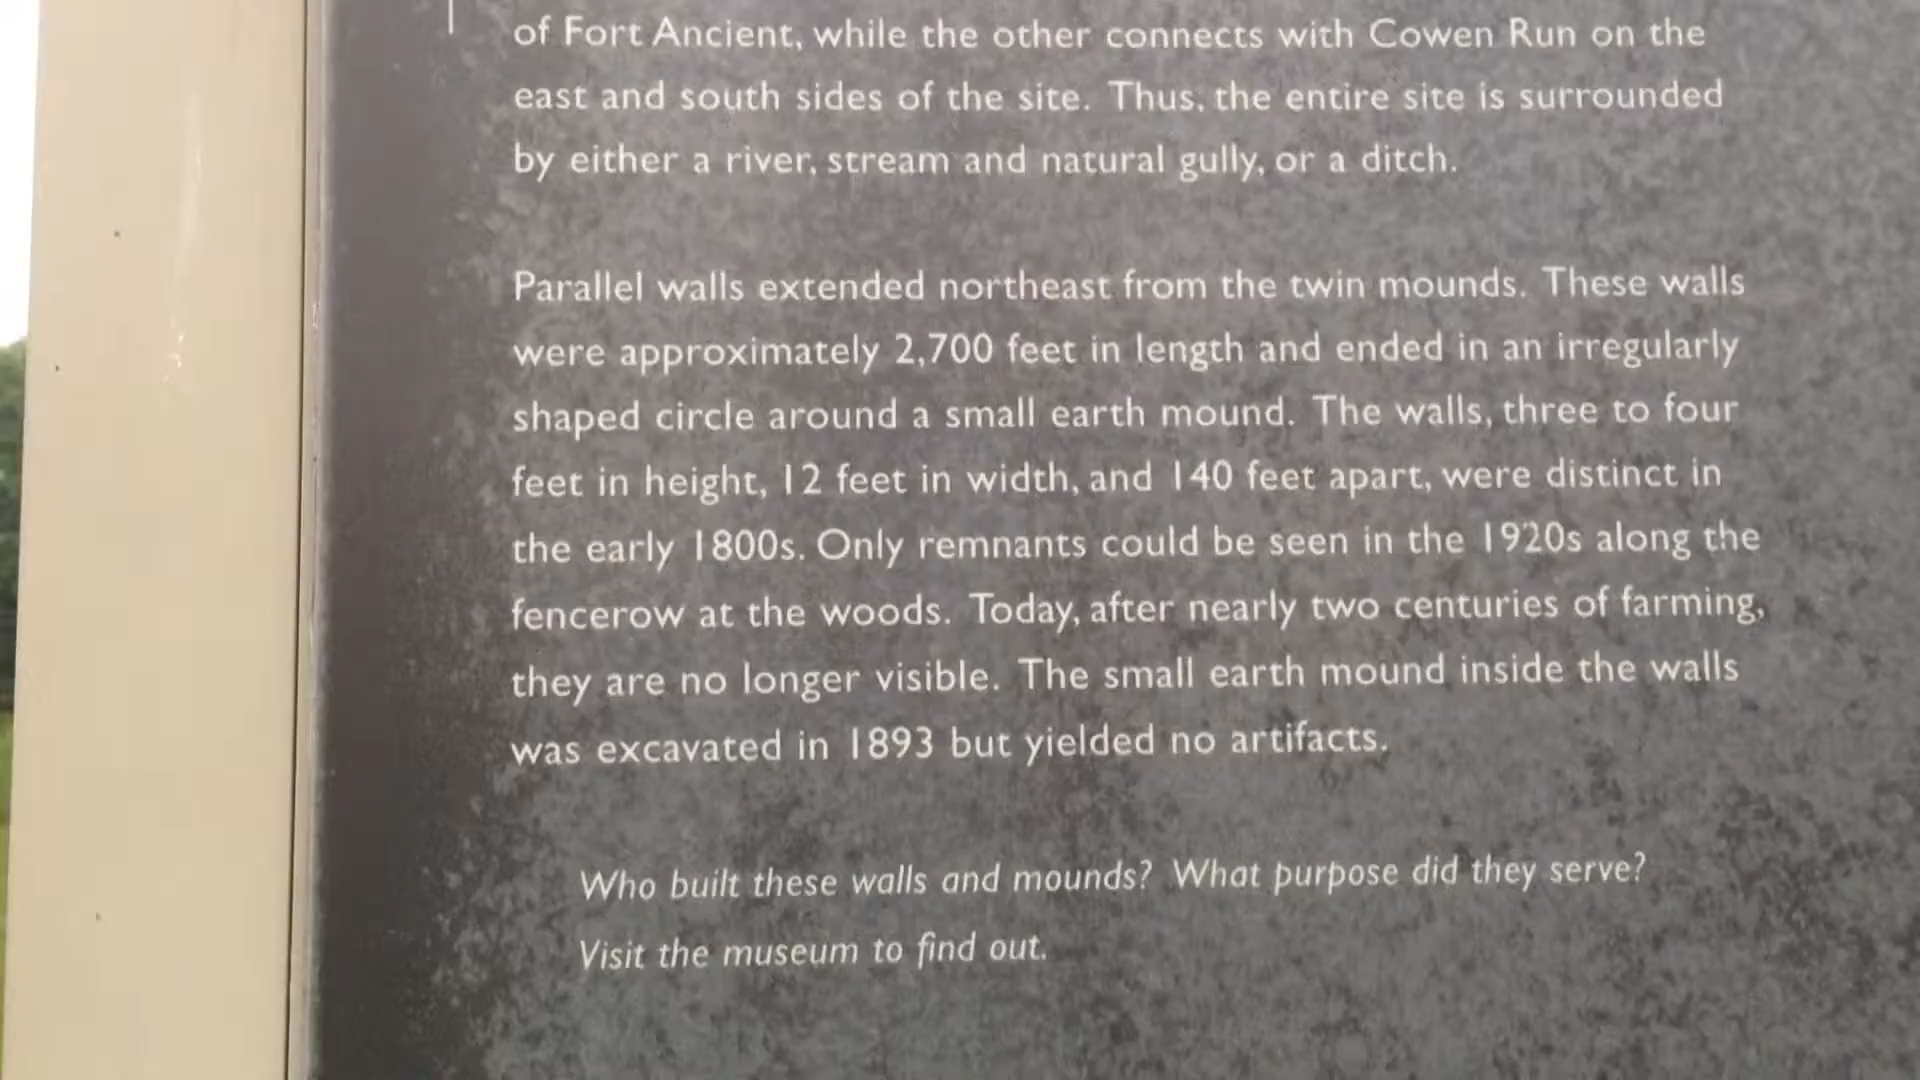 of Fort Ancient, while the other connects with Cowen Run on the
east and south sides of the site. Thus, the entire site is surrounded
by either a river, stream and natural gully, or a ditch.
Parallel walls extended northeast from the twin mounds. These walls
were approximately 2,700 feet in length and ended in an irregularly
shaped circle around a small earth mound. The walls, three to four
feet in height, 12 feet in width, and 140 feet apart, were distinct in
the early 1800s. Only remnants could be seen in the 1920s along the
fencerow at the woods. Today, after nearly two centuries of farming,
they are no longer visible. The small earth mound inside the walls
was excavated in 1893 but yielded no artifacts.
Who built these walls and mounds? What purpose did they serve?
Visit the museum to find out.